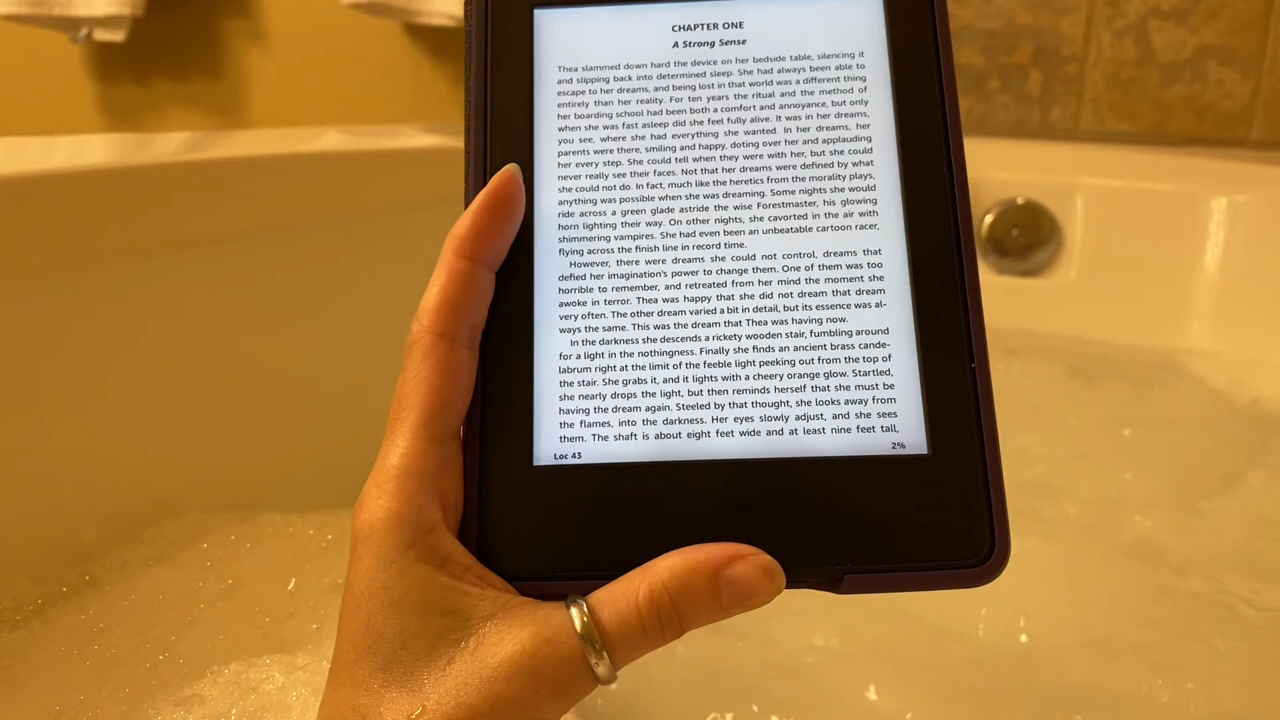 CHAPTER ONE
A Strong Sense
Thea slammed down hard the device on her bedside table, silencing it
and slipping back into determined sleep. She had always been able to
escape to her dreams, and being lost in that world was a different thing
entirely than her reality. For ten years the ritual and the method of
her boarding school had been both a comfort and annoyance, but only
when she was fast asleep did she feel fully alive. It was in her dreams,
you see, where she had everything she wanted. In her dreams, her
parents were there, smiling and happy, doting over her and applauding
her every step. She could tell when they were with her, but she could
never really see their faces. Not that her dreams were defined by what
she could not do. In fact, much like the heretics from the morality plays,
anything was possible when she was dreaming. Some nights she would
ride across a green glade astride the wise Forestmaster, his glowing
horn lighting their way. On other nights, she cavorted in the air with
shimmering vampires. She had even been an unbeatable cartoon racer,
flying across the finish line in record time.
However, there were dreams she could not control, dreams that
defied her imagination's power to change them. One of them was too
horrible to remember, and retreated from her mind the moment she
awoke in terror. Thea was happy that she did not dream that dream
very often. The other dream varied a bit in detail, but its essence was al-
ways the same. This was the dream that Thea was having now.
In the darkness she descends a rickety wooden stair, fumbling around
for a light in the nothingness. Finally she finds an ancient brass cande-
labrum right at the limit of the feeble light peeking out from the top of
the stair. She grabs it, and it lights with a cheery orange glow. Startled,
she nearly drops the light, but then reminds herself that she must be
having the dream again. Steeled by that thought, she looks away from
the flames, into the darkness. Her eyes slowly adjust, and she sees
them. The shaft is about eight feet wide and at least nine feet tall,
Loc 43 2%